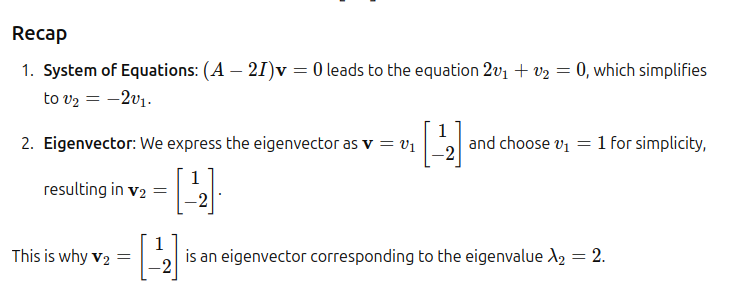 Recap
1. System of Equations: (A − 2I)v = 0 leads to the equation 2v₁ + v₂ = 0, which simplifies
to v₂ = −2v₁.
2. Eigenvector: We express the eigenvector as v = v₁ [1 −2] and choose v₁ = 1 for simplicity,
resulting in v₂ = [1 −2].
This is why v₂ = [1 −2] is an eigenvector corresponding to the eigenvalue λ₂ = 2.